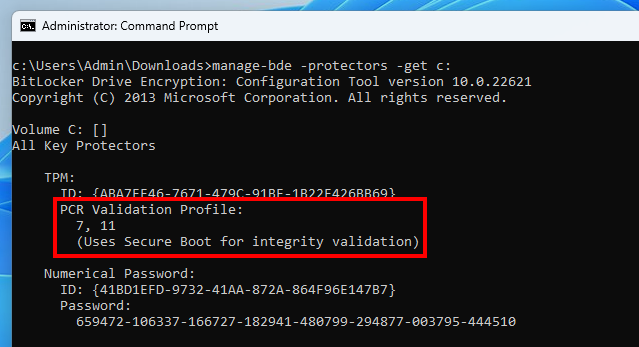 Administrator: Command Prompt
c:\Users\Admin\Downloads>manage-bde -protectors -get c:
BitLocker Drive Encryption: Configuration Tool version 10.0.22621
Copyright (C) 2013 Microsoft Corporation. All rights reserved.
Volume C: []
All Key Protectors
TPM:
ID: {ABA7EE46-7671-479C-91BE-1B22E426BB69}
PCR Validation Profile:
7, 11
(Uses Secure Boot for integrity validation)
Numerical Password:
ID: {41BD1EFD-9732-41AA-872A-864F96E147B7}
Password:
659472-106337-166727-182941-480799-294877-003795-444510